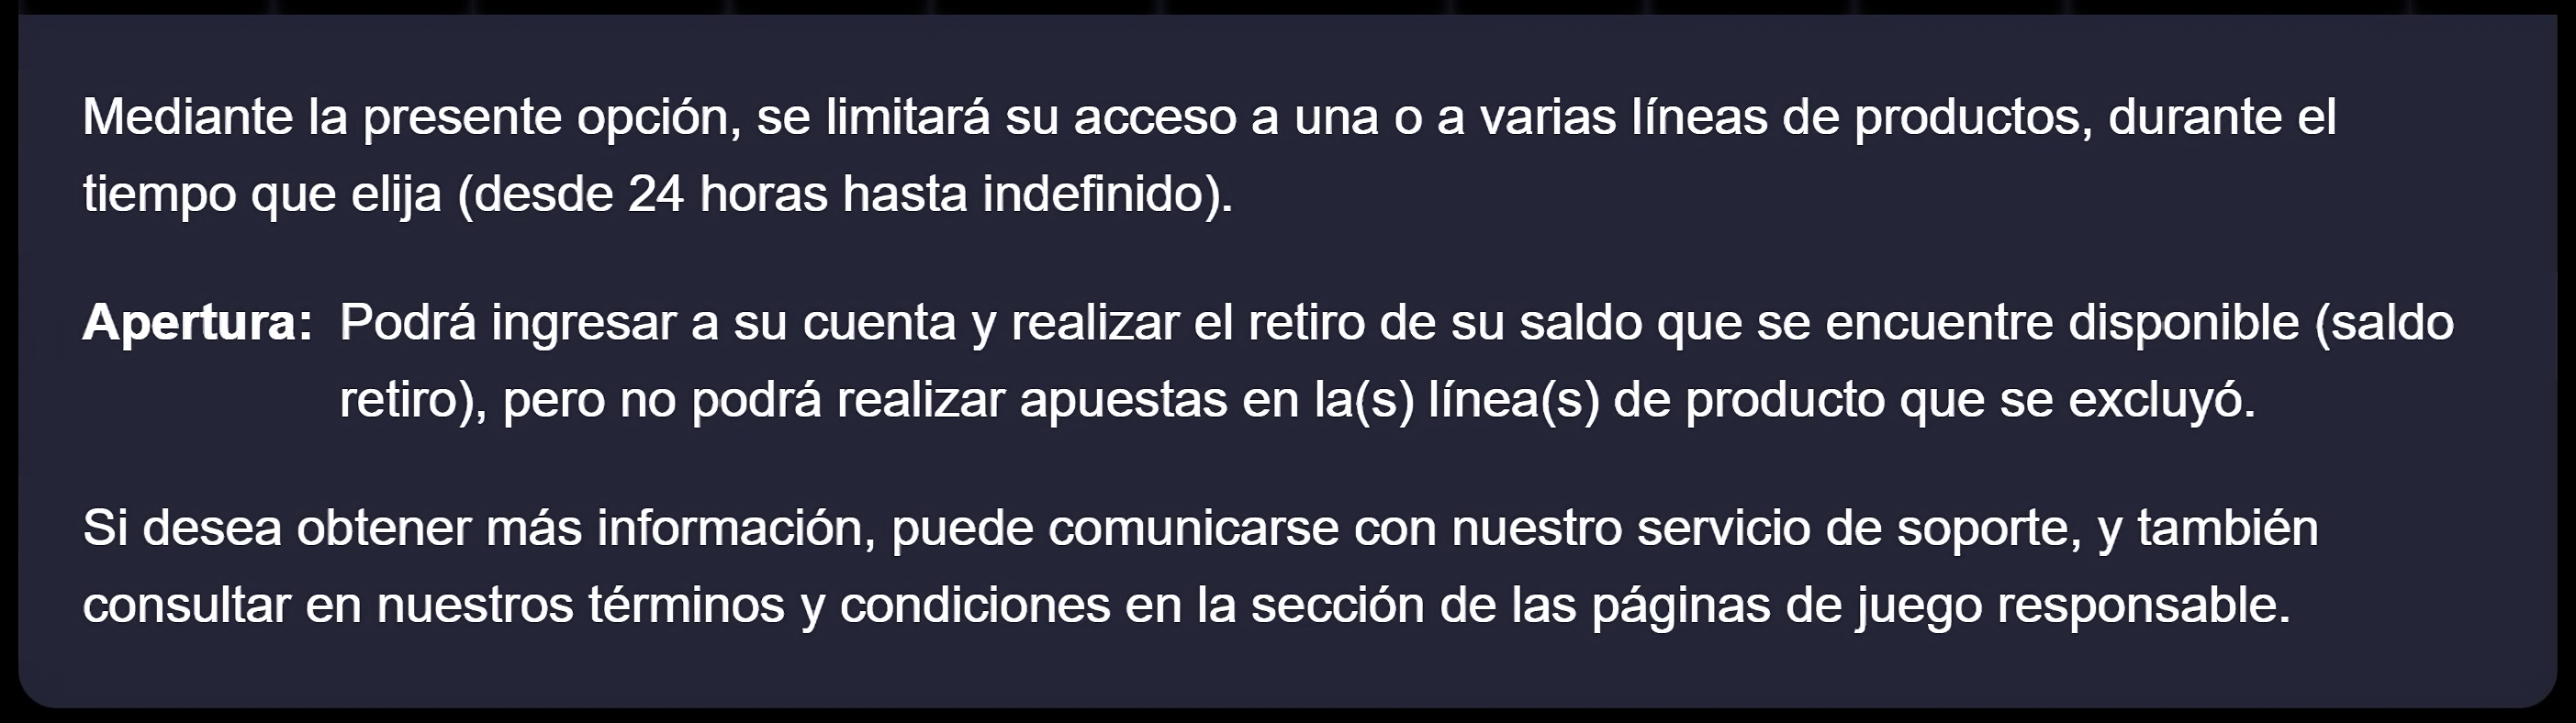 Mediante la presente opción, se limitará su acceso a una o a varias líneas de productos, durante el
tiempo que elija (desde 24 horas hasta indefinido).
Apertura: Podrá ingresar a su cuenta y realizar el retiro de su saldo que se encuentre disponible (saldo
retiro), pero no podrá realizar apuestas en la(s) línea(s) de producto que se excluyó.
Si desea obtener más información, puede comunicarse con nuestro servicio de soporte, y también
consultar en nuestros términos y condiciones en la sección de las páginas de juego responsable.